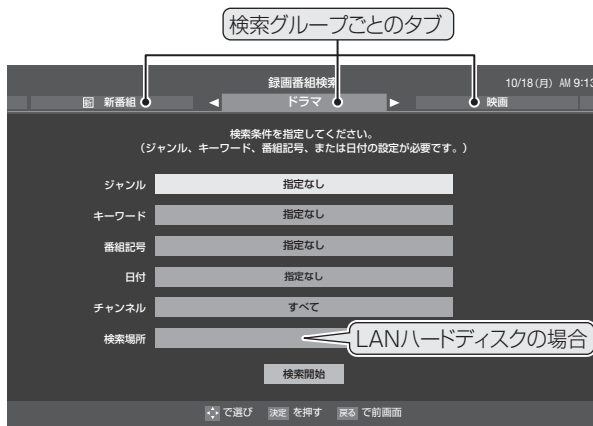 検索グループごとのタブ
録画番組検索
10/18(月) AM 9:13
新 新番組
◀ ドラマ ▶
映画
検索条件を指定してください。
(ジャンル、キーワード、番組記号、または日付の設定が必要です。)
ジャンル 指定なし
キーワード 指定なし
番組記号 指定なし
日付 指定なし
チャンネル すべて
検索場所
LANハードディスクの場合
検索開始
で選び 決定 を押す 戻る で前画面